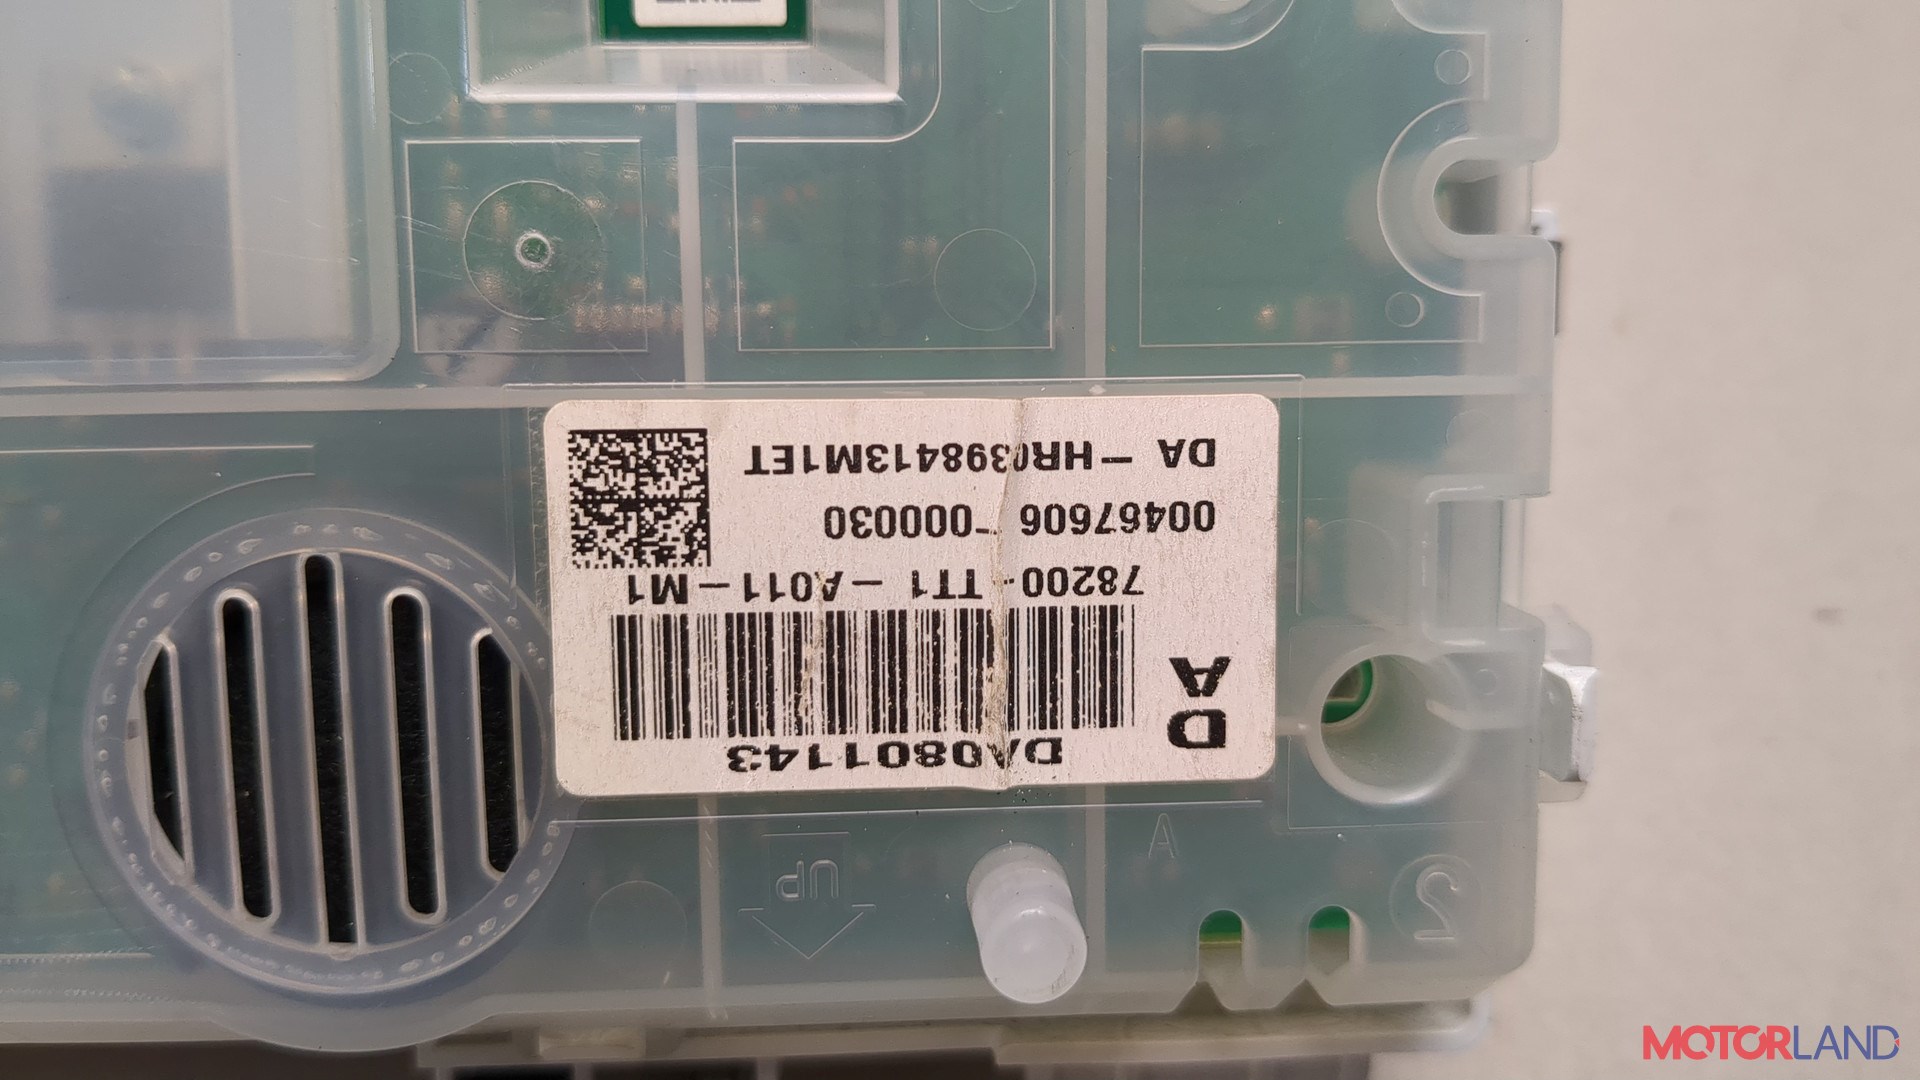 DA0801143
DA
78200-TT1-A011-M1
00467606-000030
DA-HR0398413M1ET
UP
A
2
MOTORLAND